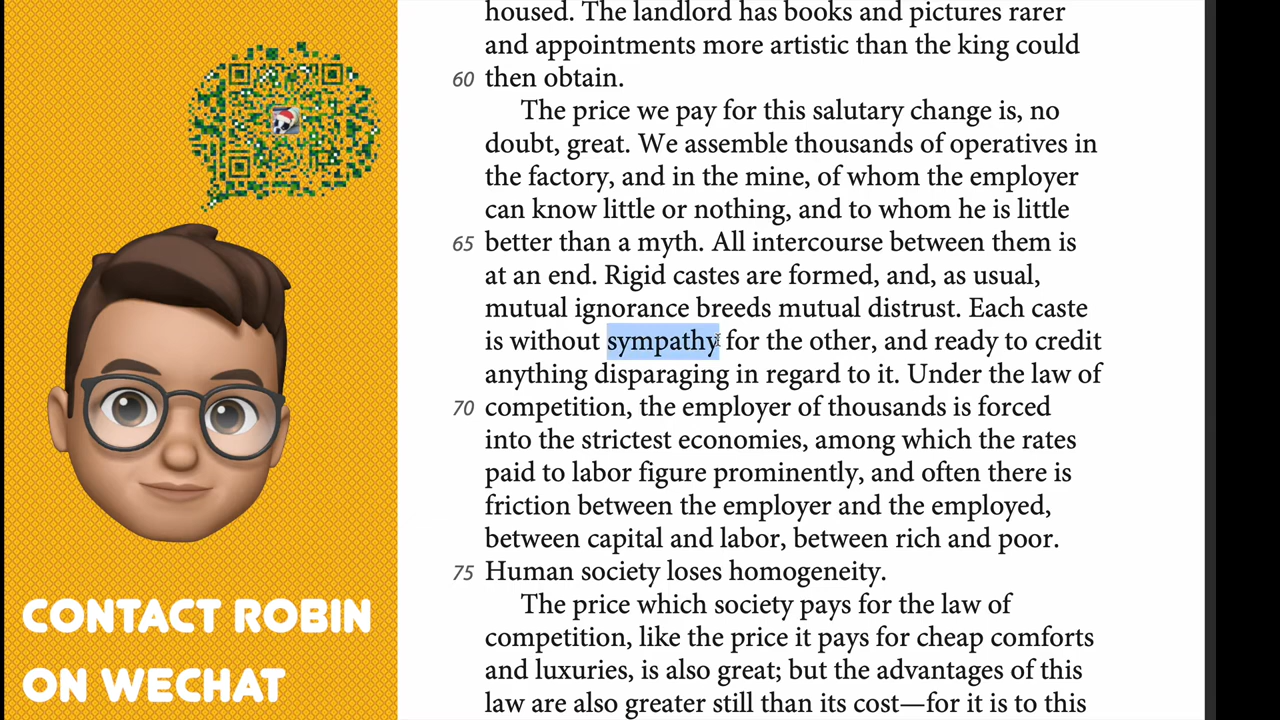 housed. The landlord has books and pictures rarer
and appointments more artistic than the king could
60 then obtain.
The price we pay for this salutary change is, no
doubt, great. We assemble thousands of operatives in
the factory, and in the mine, of whom the employer
can know little or nothing, and to whom he is little
65 better than a myth. All intercourse between them is
at an end. Rigid castes are formed, and, as usual,
mutual ignorance breeds mutual distrust. Each caste
is without sympathy for the other, and ready to credit
anything disparaging in regard to it. Under the law of
70 competition, the employer of thousands is forced
into the strictest economies, among which the rates
paid to labor figure prominently, and often there is
friction between the employer and the employed,
between capital and labor, between rich and poor.
75 Human society loses homogeneity.
The price which society pays for the law of
competition, like the price it pays for cheap comforts
and luxuries, is also great; but the advantages of this
law are also greater still than its cost—for it is to this
CONTACT ROBIN
ON WECHAT